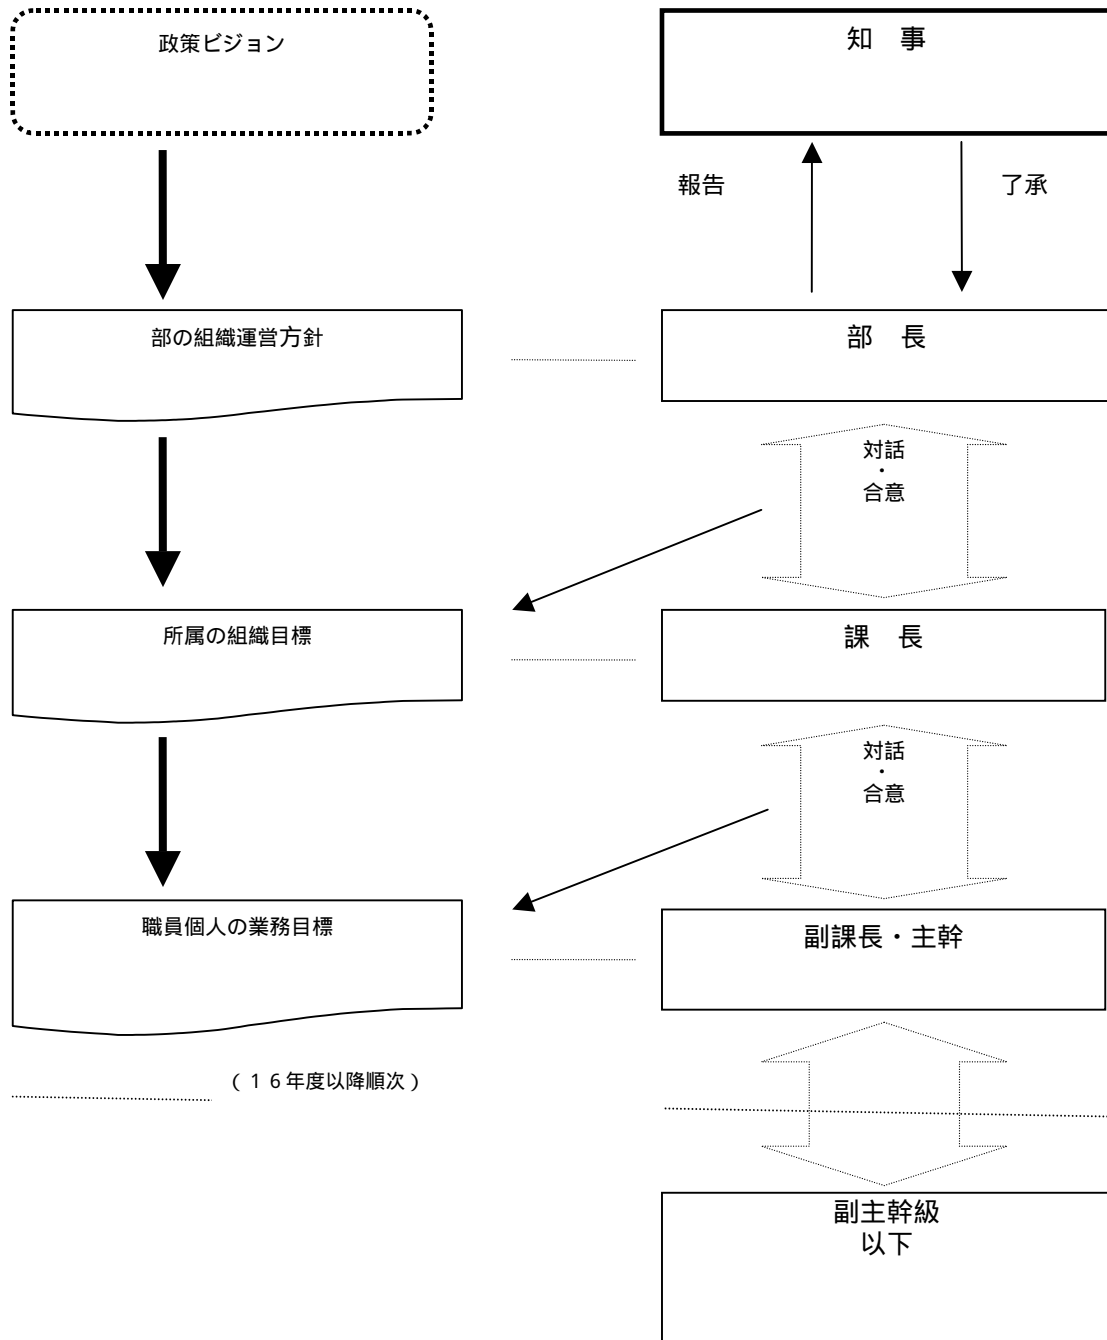 政策ビジョン
知　事
報告
了承
部の組織運営方針
部　長
対話
・
合意
所属の組織目標
課　長
対話
・
合意
職員個人の業務目標
副課長・主幹
（１６年度以降順次）
副主幹級
以下